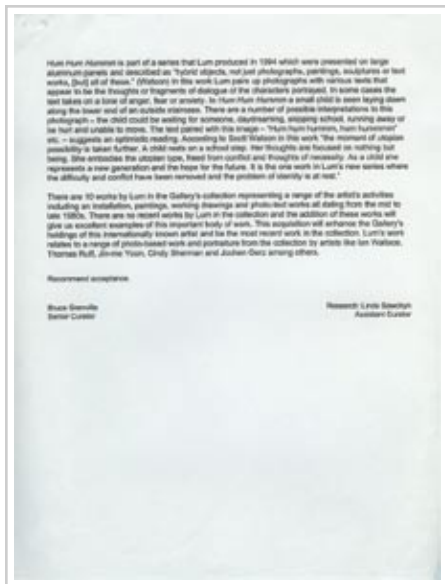 Hum Hum Hummm is part of a series that Lum produced in 1994 which were presented on large
aluminum panels and described as "hybrid objects, not just photographs, paintings, sculptures or text
works, [but] all of these." (Watson) In this work Lum pairs up photographs with various texts that
appear to be the thoughts or fragments of dialogue of the characters portrayed. In some cases the
text takes on a tone of anger, fear or anxiety. In Hum Hum Hummm a small child is seen laying down
along the lower end of an outside staircase. There are a number of possible interpretations to this
photograph – the child could be waiting for someone, daydreaming, skipping school, running away or
be hurt and unable to move. The text paired with this image – "Hum hum hummm, hum hummmm"
etc. – suggests an optimistic reading. According to Scott Watson in this work "the moment of utopian
possibility is taken further. A child rests on a school step. Her thoughts are focused on nothing but
being. She embodies the utopian type, freed from conflict and thoughts of necessity. As a child she
represents a new generation and the hope for the future. It is the one work in Lum's new series where
the difficulty and conflict have been removed and the problem of identity is at rest."
There are 10 works by Lum in the Gallery's collection representing a range of the artist's activities
including an installation, paintings, working drawings and photo-text works all dating from the mid to
late 1980s. There are no recent works by Lum in the collection and the addition of these works will
give us excellent examples of this important body of work. This acquisition will enhance the Gallery's
holdings of this internationally known artist and be the most recent work in the collection. Lum's work
relates to a range of photo-based work and portraiture from the collection by artists like Ian Wallace,
Thomas Ruff, Jin-me Yoon, Cindy Sherman and Jochen Gerz among others.
Recommend acceptance.
Bruce Grenville
Senior Curator
Research: Linda Sawchyn
Assistant Curator